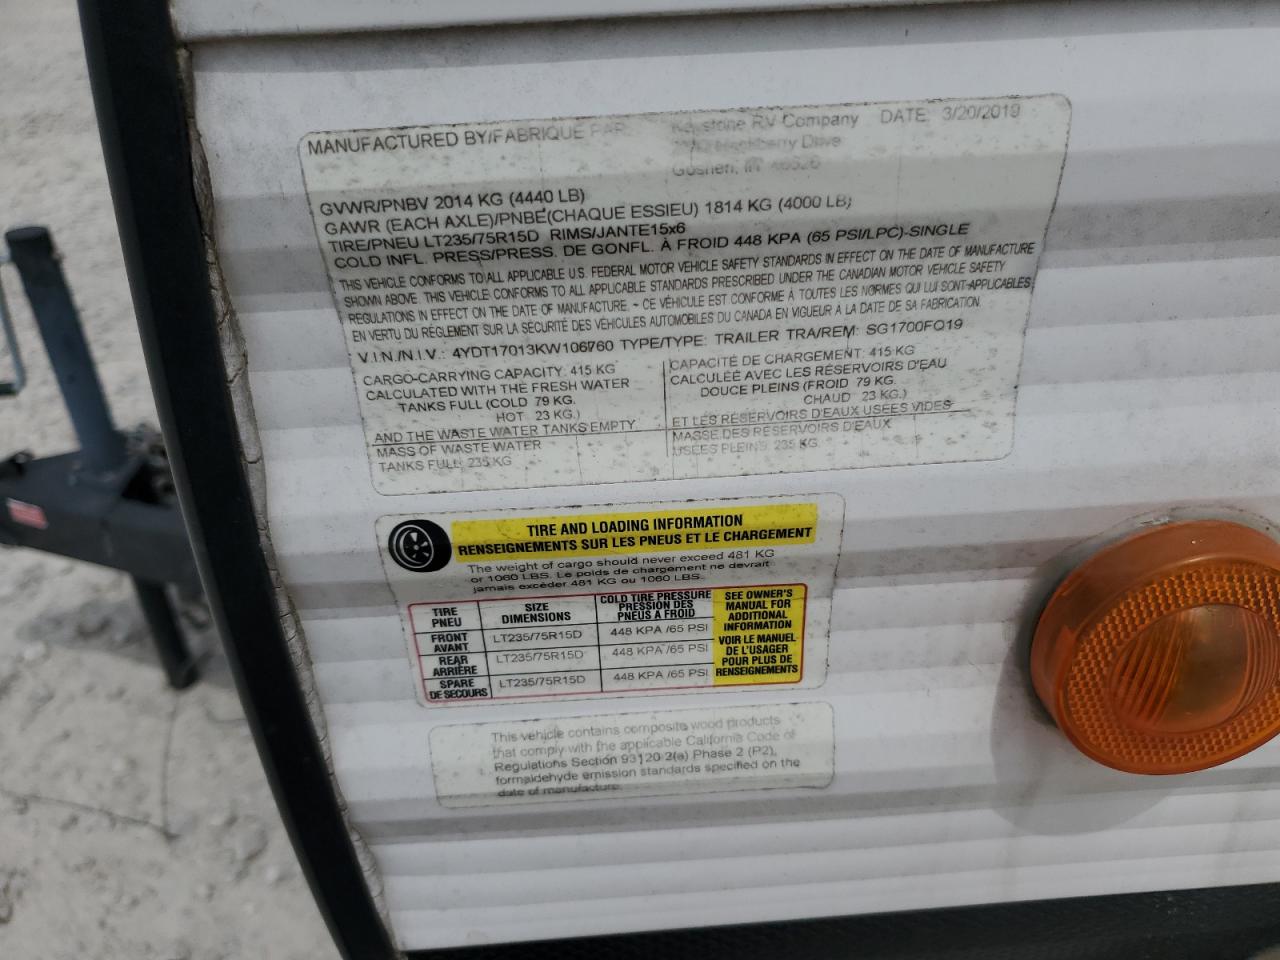 MANUFACTURED BY/FABRIQUE PAR: Keystone RV Company DATE: 3/20/2019
Hackberry Drive
Goshen, IN 46526
GVWR/PNBV 2014 KG (4440 LB)
GAWR (EACH AXLE)/PNBE(CHAQUE ESSIEU) 1814 KG (4000 LB)
TIRE/PNEU LT235/75R15D RIMS/JANTE15x6
COLD INFL. PRESS/PRESS. DE GONFL. À FROID 448 KPA (65 PSI/LPC)-SINGLE
THIS VEHICLE CONFORMS TO ALL APPLICABLE U.S. FEDERAL MOTOR VEHICLE SAFETY STANDARDS IN EFFECT ON THE DATE OF MANUFACTURE
SHOWN ABOVE. THIS VEHICLE CONFORMS TO ALL APPLICABLE STANDARDS PRESCRIBED UNDER THE CANADIAN MOTOR VEHICLE SAFETY
REGULATIONS IN EFFECT ON THE DATE OF MANUFACTURE. - CE VÉHICULE EST CONFORME À TOUTES LES NORMES QUI LUI SONT APPLICABLES
EN VERTU DU RÈGLEMENT SUR LA SÉCURITÉ DES VÉHICULES AUTOMOBILES DU CANADA EN VIGUEUR A LA DATE DE SA FABRICATION.
V.I.N./N.I.V.: 4YDT17013KW106760 TYPE/TYPE: TRAILER TRA/REM: SG1700FQ19
CARGO-CARRYING CAPACITY: 415 KG
CALCULATED WITH THE FRESH WATER
TANKS FULL (COLD 79 KG.
HOT 23 KG.)
AND THE WASTE WATER TANKS EMPTY
MASS OF WASTE WATER
TANKS FULL: 235 KG
CAPACITÉ DE CHARGEMENT: 415 KG
CALCULÉE AVEC LES RÉSERVOIRS D'EAU
DOUCE PLEINS (FROID 79 KG.
CHAUD 23 KG.)
ET LES RÉSERVOIRS D'EAUX USÉES VIDES
MASSE DES RÉSERVOIRS D'EAUX
USÉES PLEINS: 235 KG
TIRE AND LOADING INFORMATION
RENSEIGNEMENTS SUR LES PNEUS ET LE CHARGEMENT
The weight of cargo should never exceed 481 KG
or 1060 LBS. Le poids de chargement ne devrait
jamais excéder 481 KG ou 1060 LBS.
TIRE
PNEU
SIZE
DIMENSIONS
COLD TIRE PRESSURE
PRESSION DES
PNEUS A FROID
FRONT
AVANT
LT235/75R15D
448 KPA /65 PSI
REAR
ARRIÈRE
LT235/75R15D
448 KPA /65 PSI
SPARE
DE SECOURS
LT235/75R15D
448 KPA /65 PSI
SEE OWNER'S
MANUAL FOR
ADDITIONAL
INFORMATION
VOIR LE MANUEL
DE L'USAGER
POUR PLUS DE
RENSEIGNEMENTS
This vehicle contains composite wood products
that comply with the applicable California Code of
Regulations Section 93120.2(a) Phase 2 (P2),
formaldehyde emission standards specified on the
date of manufacture.